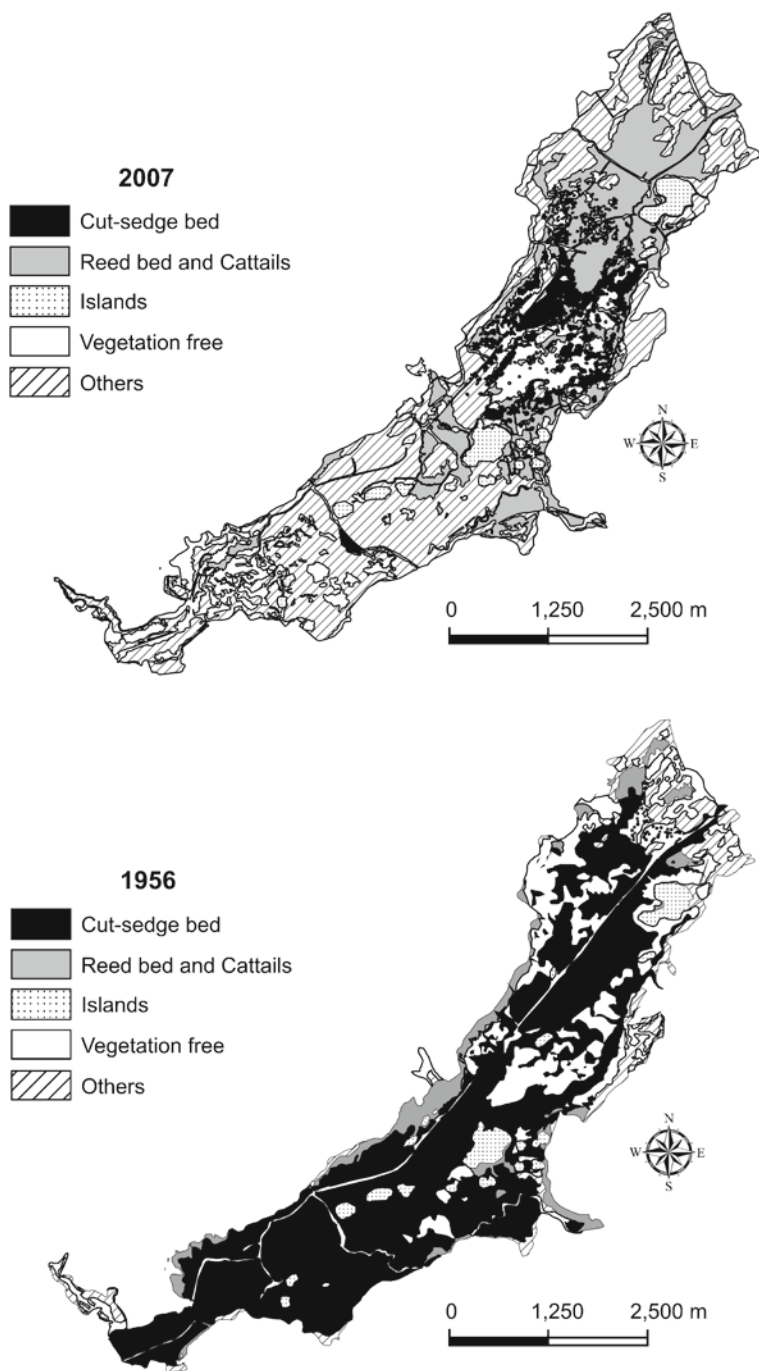 2007
Cut-sedge bed
Reed bed and Cattails
Islands
Vegetation free
Others
N
W E
S
0 1,250 2,500 m
1956
Cut-sedge bed
Reed bed and Cattails
Islands
Vegetation free
Others
N
W E
S
0 1,250 2,500 m